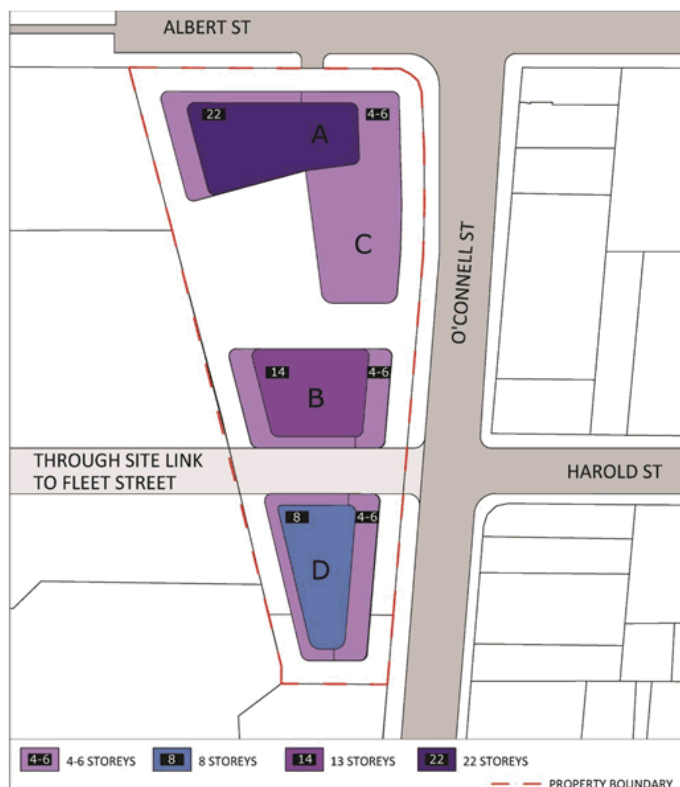 ALBERT ST
22
A
4-6
C
O'CONNELL ST
14
4-6
B
THROUGH SITE LINK
TO FLEET STREET
HAROLD ST
8
4-6
D
4-6 4-6 STOREYS 8 8 STOREYS 14 13 STOREYS 22 22 STOREYS
PROPERTY BOUNDARY